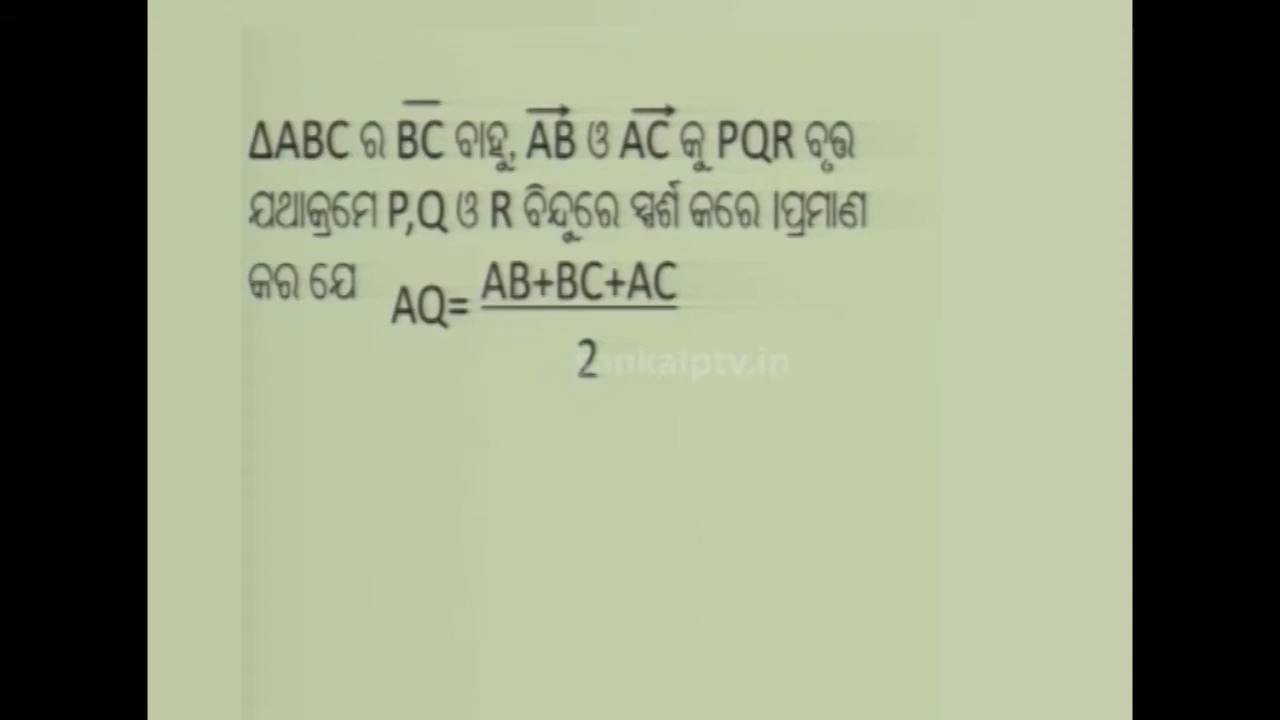 ΔABC ର BC ବାହୁ, AB ଓ AC କୁ PQR ବୃତ୍ତ
ଯଥାକ୍ରମେ P,Q ଓ R ବିନ୍ଦୁରେ ସ୍ପର୍ଶ କରେ ।ପ୍ରମାଣ
କର ଯେ AQ= AB+BC+AC
2